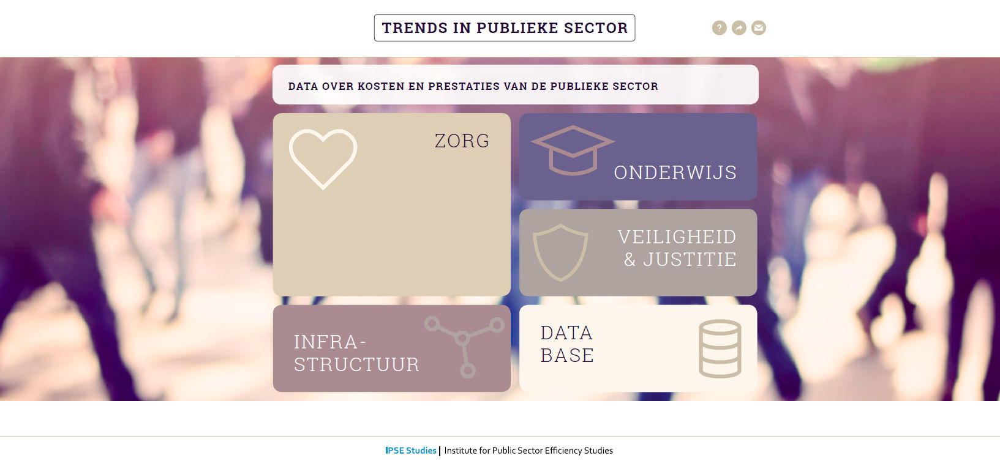 TRENDS IN PUBLIEKE SECTOR
?
DATA OVER KOSTEN EN PRESTATIES VAN DE PUBLIEKE SECTOR
ZORG
ONDERWIJS
VEILIGHEID
& JUSTITIE
INFRA-
STRUCTUUR
DATA
BASE
IPSE Studies | Institute for Public Sector Efficiency Studies